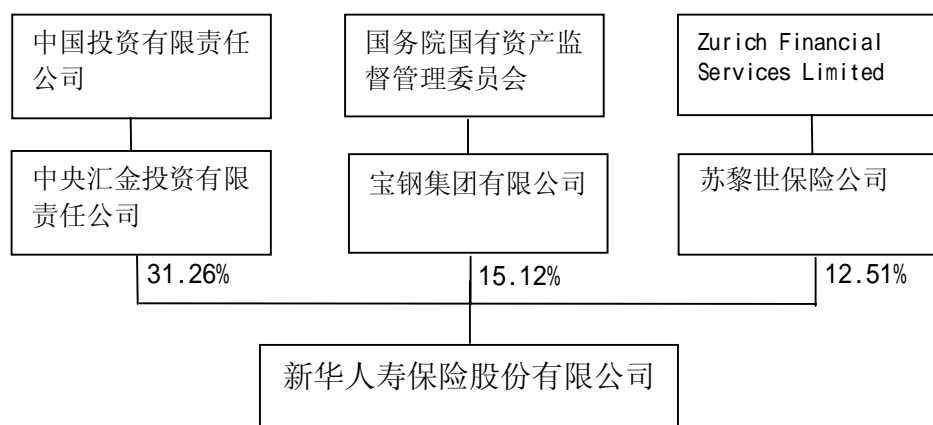 中国投资有限责任
公司
国务院国有资产监
督管理委员会
Zurich Financial
Services Limited
中央汇金投资有限
责任公司
宝钢集团有限公司
苏黎世保险公司
31.26%
15.12%
12.51%
新华人寿保险股份有限公司